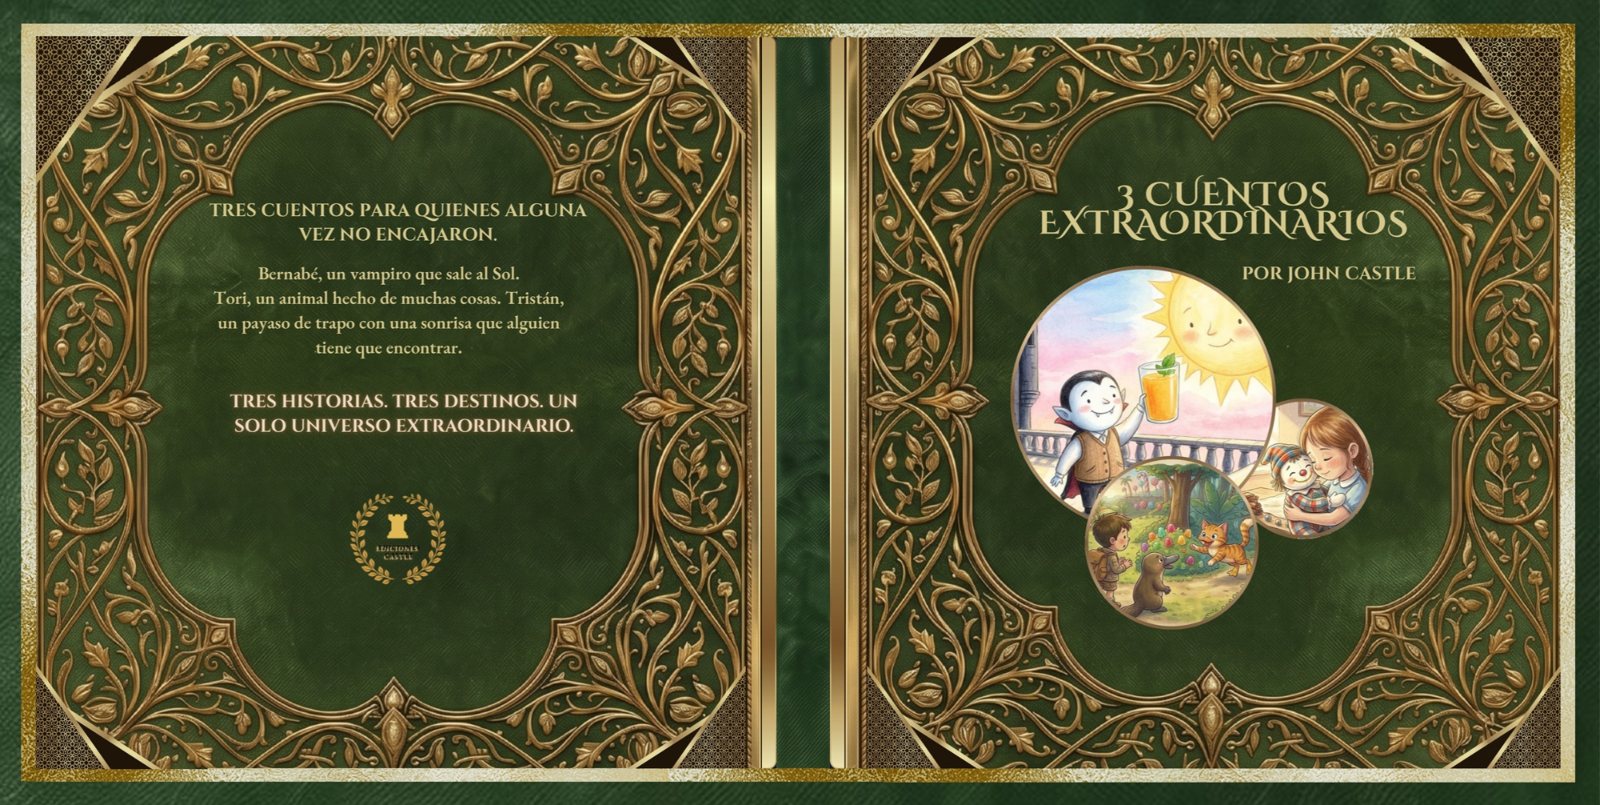 TRES CUENTOS PARA QUIENES ALGUNA
VEZ NO ENCAJARON.
Bernabé, un vampiro que sale al Sol.
Tori, un animal hecho de muchas cosas. Tristán,
un payaso de trapo con una sonrisa que alguien
tiene que encontrar.
TRES HISTORIAS. TRES DESTINOS. UN
SOLO UNIVERSO EXTRAORDINARIO.
EDICIONES
CASTLE
3 CUENTOS
EXTRAORDINARIOS
POR JOHN CASTLE